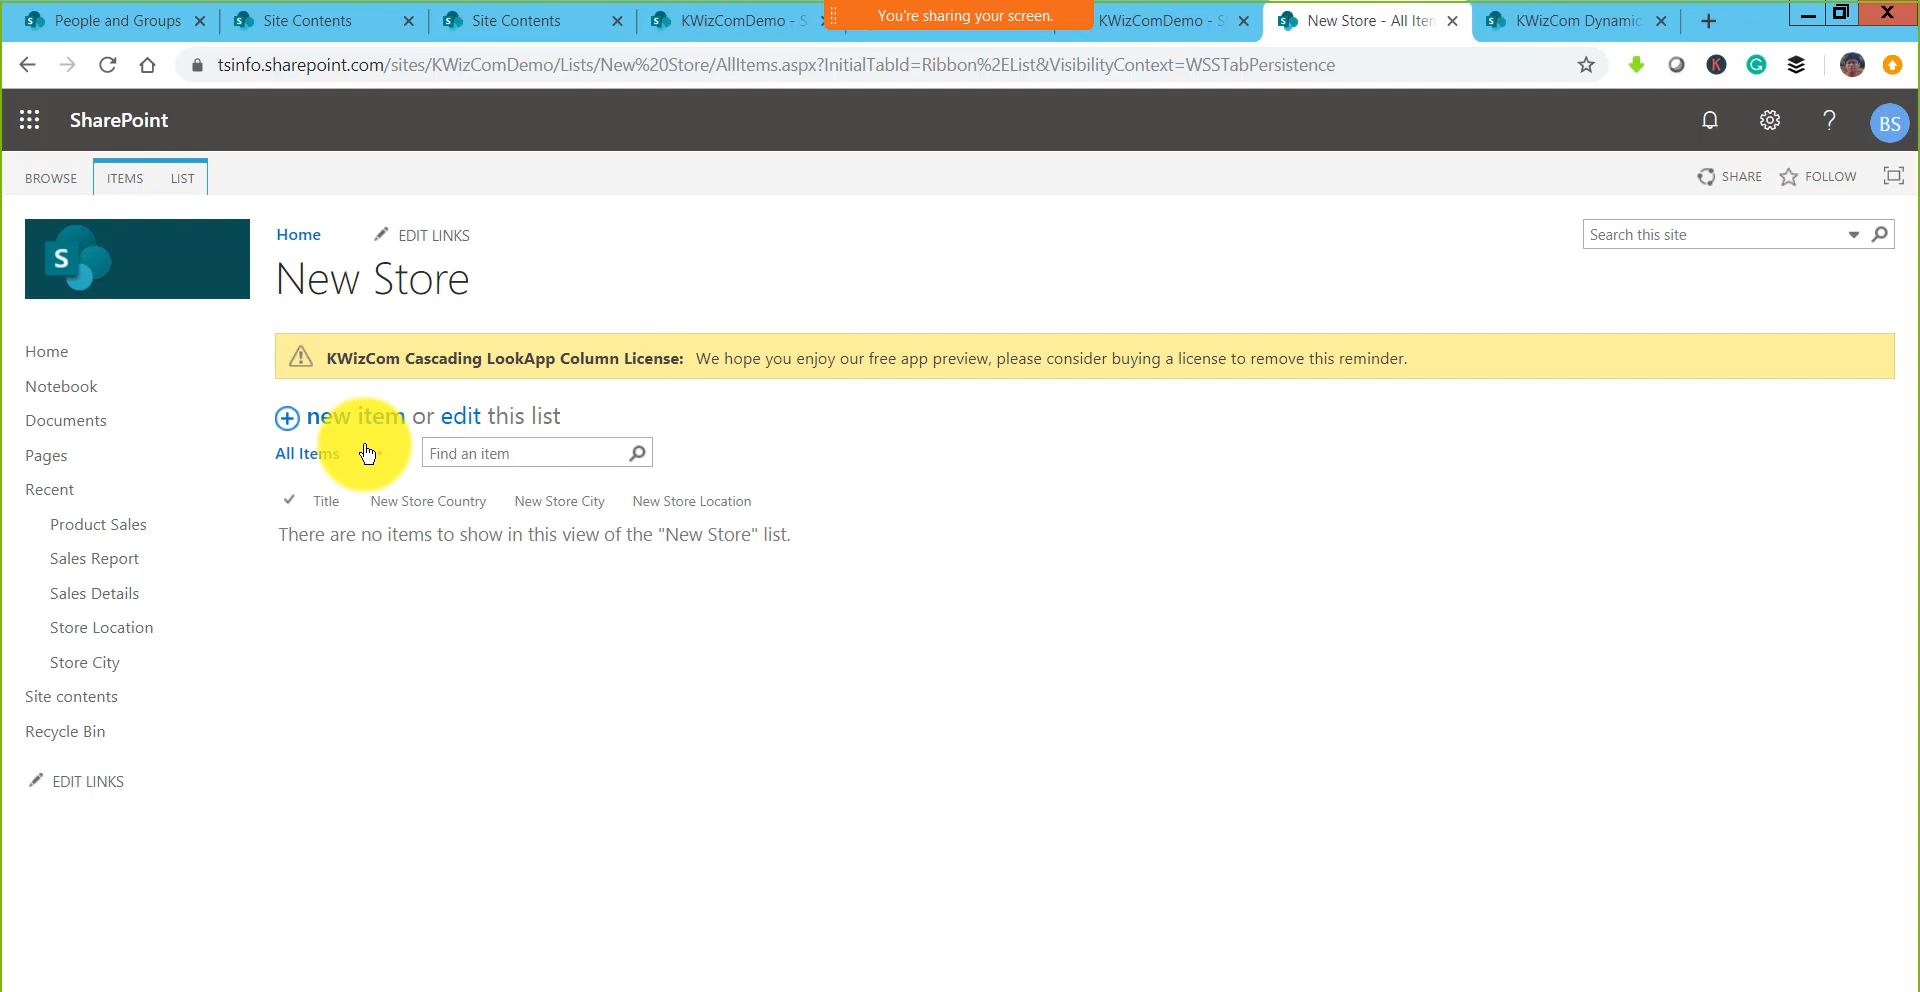 People and Groups
Site Contents
Site Contents
KWizComDemo - S
You're sharing your screen.
KWizComDemo - S
New Store - All Iten
KWizCom Dynamic
tsinfo.sharepoint.com/sites/KWizComDemo/Lists/New%20Store/AllItems.aspx?InitialTabId=Ribbon%2EList&VisibilityContext=WSSTabPersistence
K
G
SharePoint
?
BS
BROWSE
ITEMS
LIST
SHARE
FOLLOW
S
Home
EDIT LINKS
Search this site
New Store
KWizCom Cascading LookApp Column License: We hope you enjoy our free app preview, please consider buying a license to remove this reminder.
new item or edit this list
All Items
Find an item
Title
New Store Country
New Store City
New Store Location
There are no items to show in this view of the "New Store" list.
Home
Notebook
Documents
Pages
Recent
Product Sales
Sales Report
Sales Details
Store Location
Store City
Site contents
Recycle Bin
EDIT LINKS